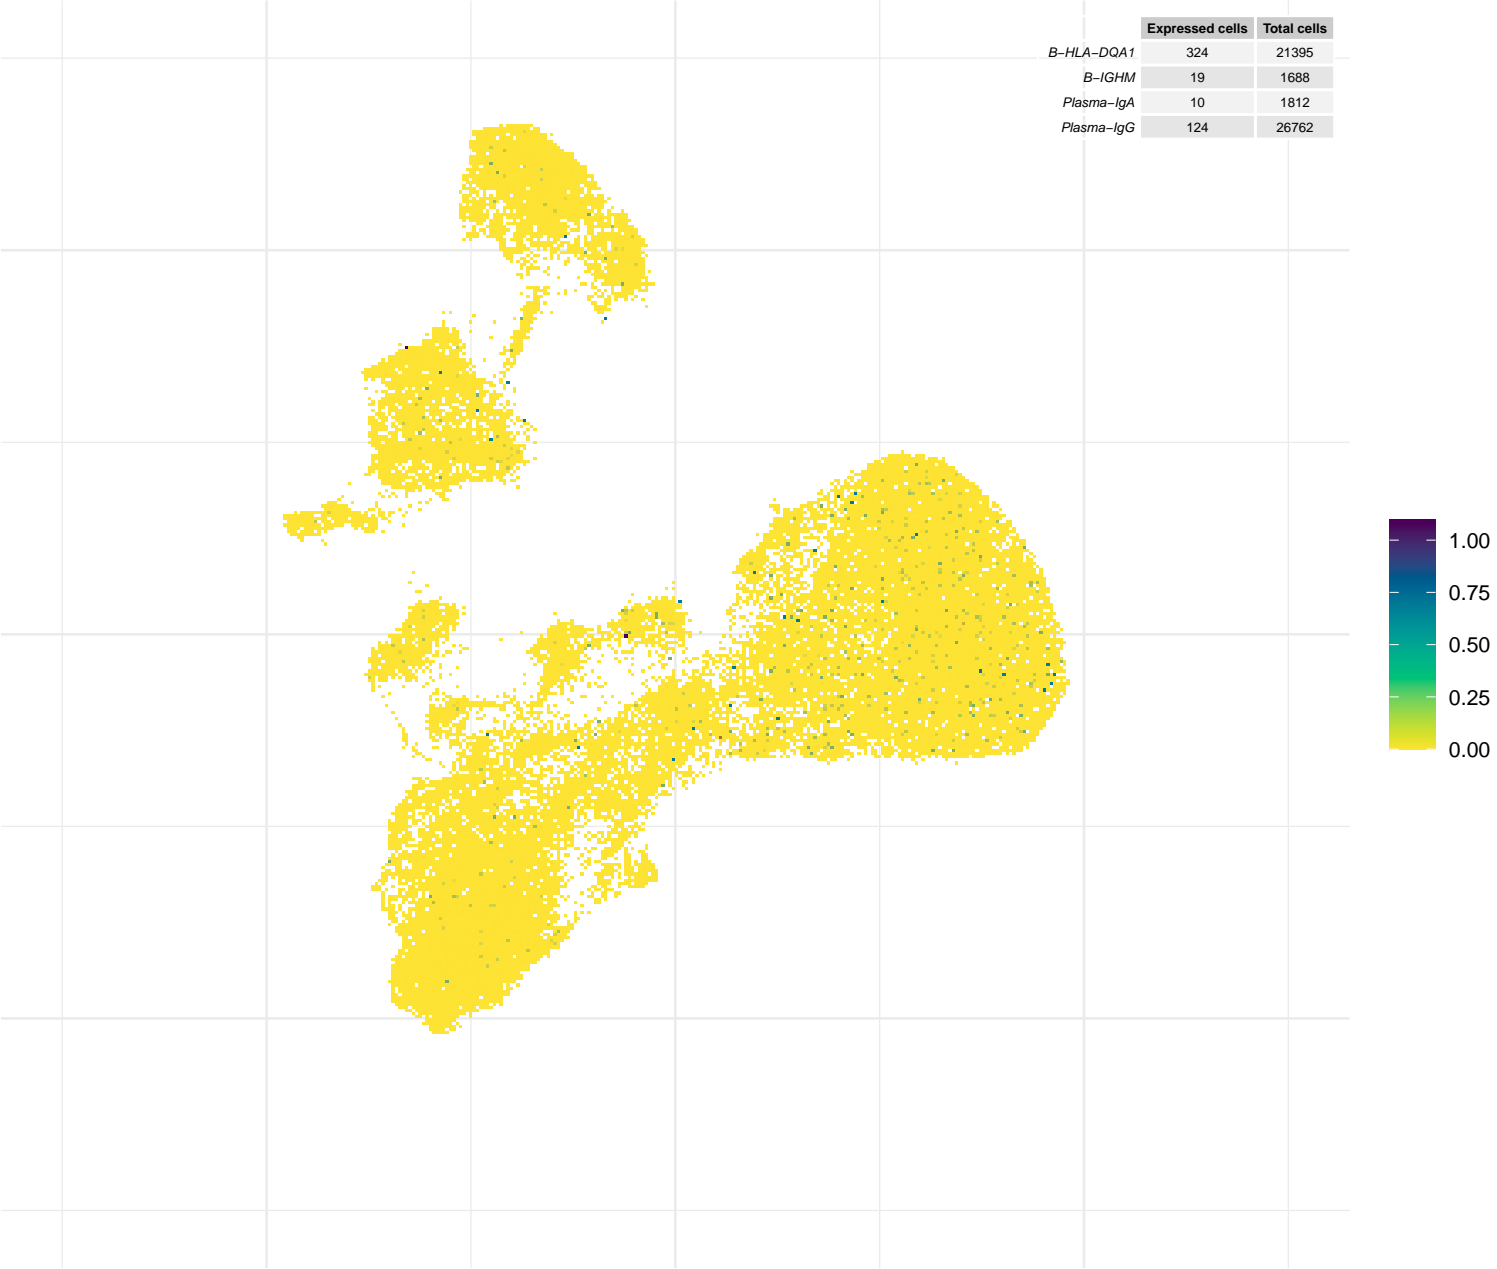 Expressed cells Total cells
B−HLA−DQA1 324 21395
B−IGHM 19 1688
Plasma−IgA 10 1812
Plasma−IgG 124 26762
1.00
0.75
0.50
0.25
0.00